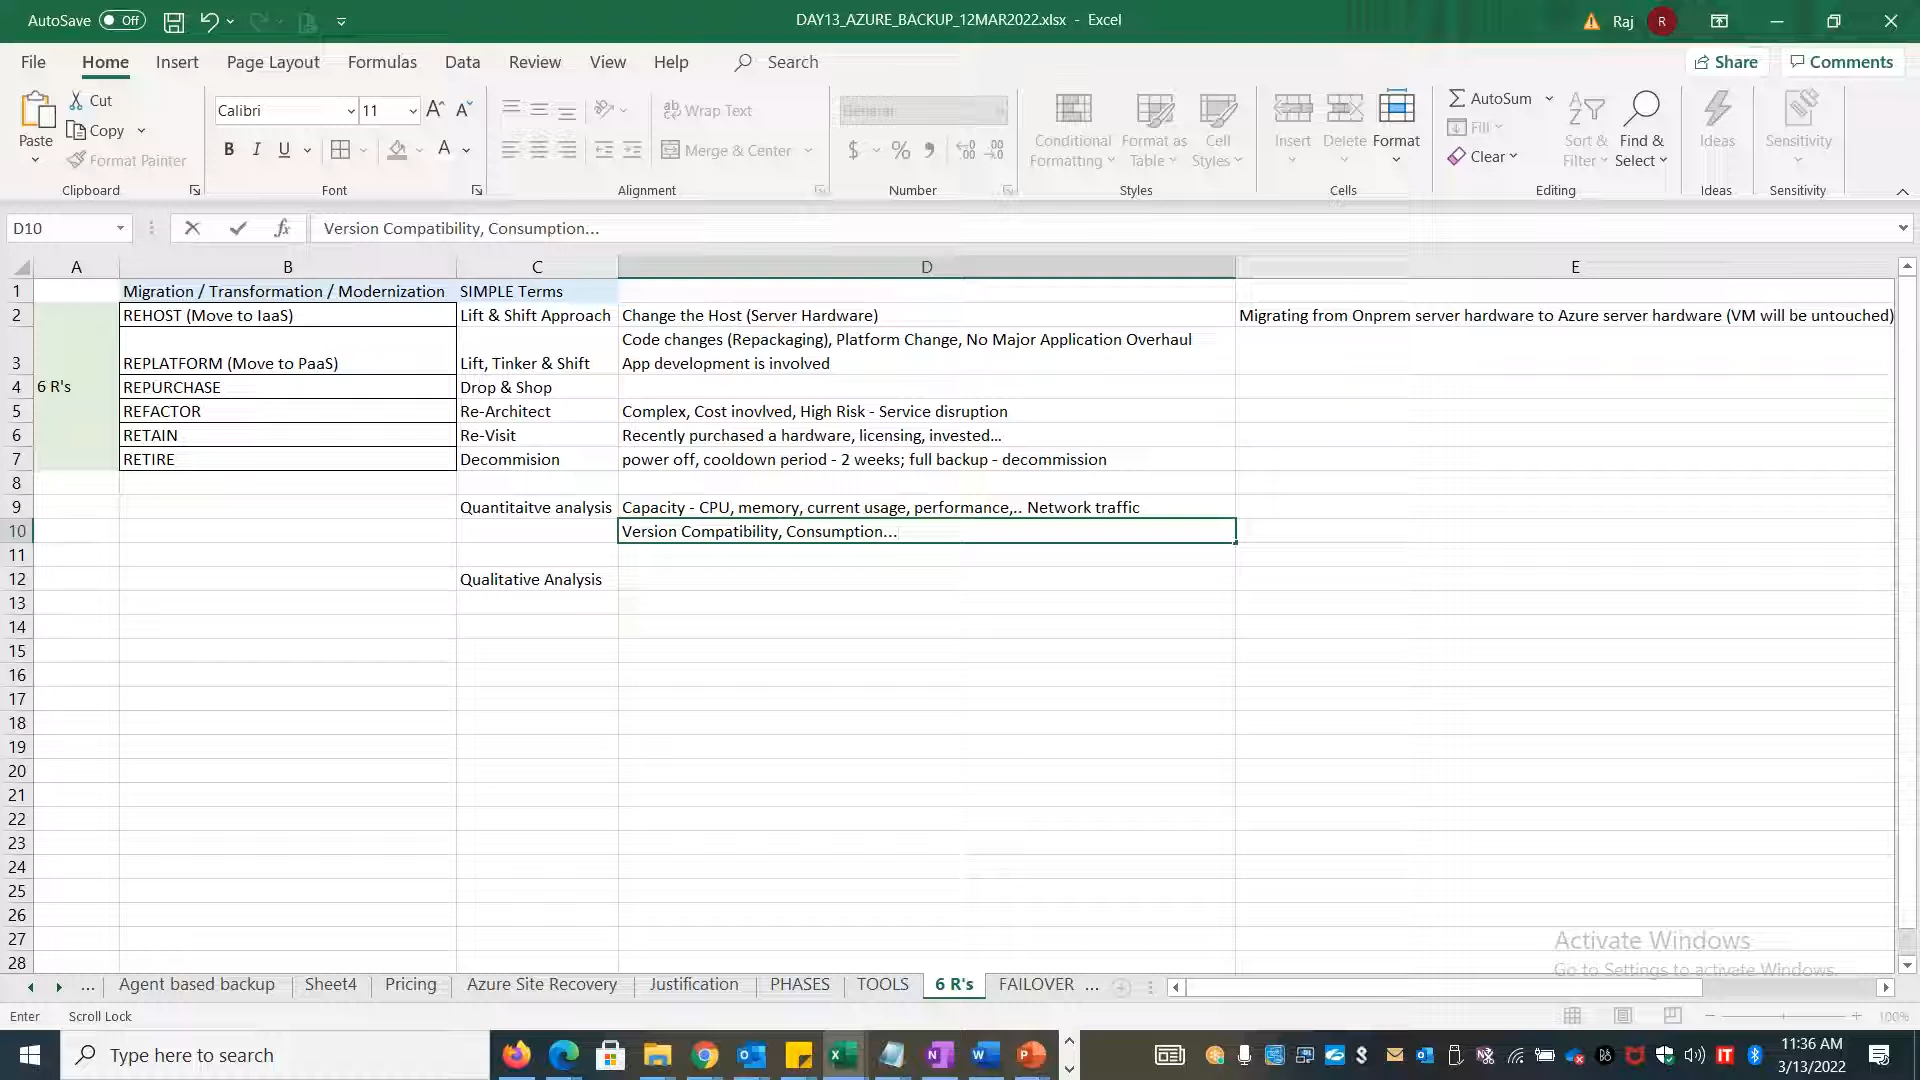 AutoSave Off DAY13_AZURE_BACKUP_12MAR2022.xlsx - Excel Raj R
File Home Insert Page Layout Formulas Data Review View Help Search Share Comments
Paste Cut Copy Format Painter Clipboard
Calibri 11 B I U A Font
ab Wrap Text Merge & Center Alignment
General $ % Number
Conditional Formatting Format as Table Cell Styles Styles
Insert Delete Format Cells
AutoSum Fill Clear Sort & Filter Find & Select Editing
Ideas Ideas
Sensitivity Sensitivity
D10 fx Version Compatibility, Consumption...
A B C D E
1 Migration / Transformation / Modernization SIMPLE Terms
2 REHOST (Move to IaaS) Lift & Shift Approach Change the Host (Server Hardware) Migrating from Onprem server hardware to Azure server hardware (VM will be untouched)
Code changes (Repackaging), Platform Change, No Major Application Overhaul
3 REPLATFORM (Move to PaaS) Lift, Tinker & Shift App development is involved
4 6 R's REPURCHASE Drop & Shop
5 REFACTOR Re-Architect Complex, Cost inovlved, High Risk - Service disruption
6 RETAIN Re-Visit Recently purchased a hardware, licensing, invested...
7 RETIRE Decommision power off, cooldown period - 2 weeks; full backup - decommission
8
9 Quantitaitve analysis Capacity - CPU, memory, current usage, performance,.. Network traffic
10 Version Compatibility, Consumption...
11
12 Qualitative Analysis
13
14
15
16
17
18
19
20
21
22
23
24
25
26
27
28
Activate Windows
Go to Settings to activate Windows.
... Agent based backup Sheet4 Pricing Azure Site Recovery Justification PHASES TOOLS 6 R's FAILOVER ...
Enter Scroll Lock 100%
Type here to search 11:36 AM
3/13/2022